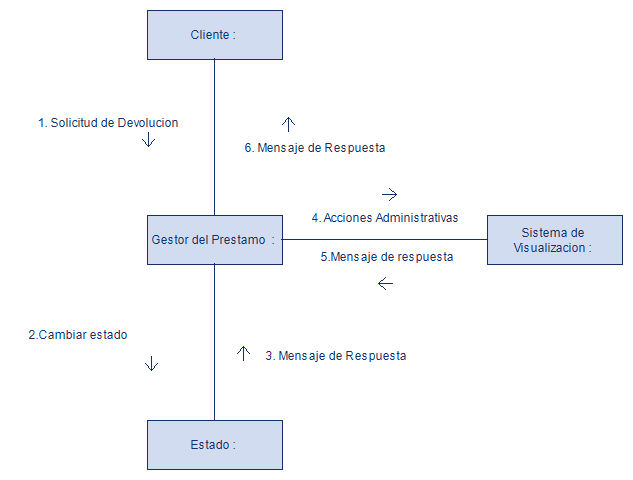 Cliente :
1. Solicitud de Devolucion
6. Mensaje de Respuesta
4. Acciones Administrativas
Gestor del Prestamo :
Sistema de
Visualizacion :
5.Mensaje de respuesta
2.Cambiar estado
3. Mensaje de Respuesta
Estado :